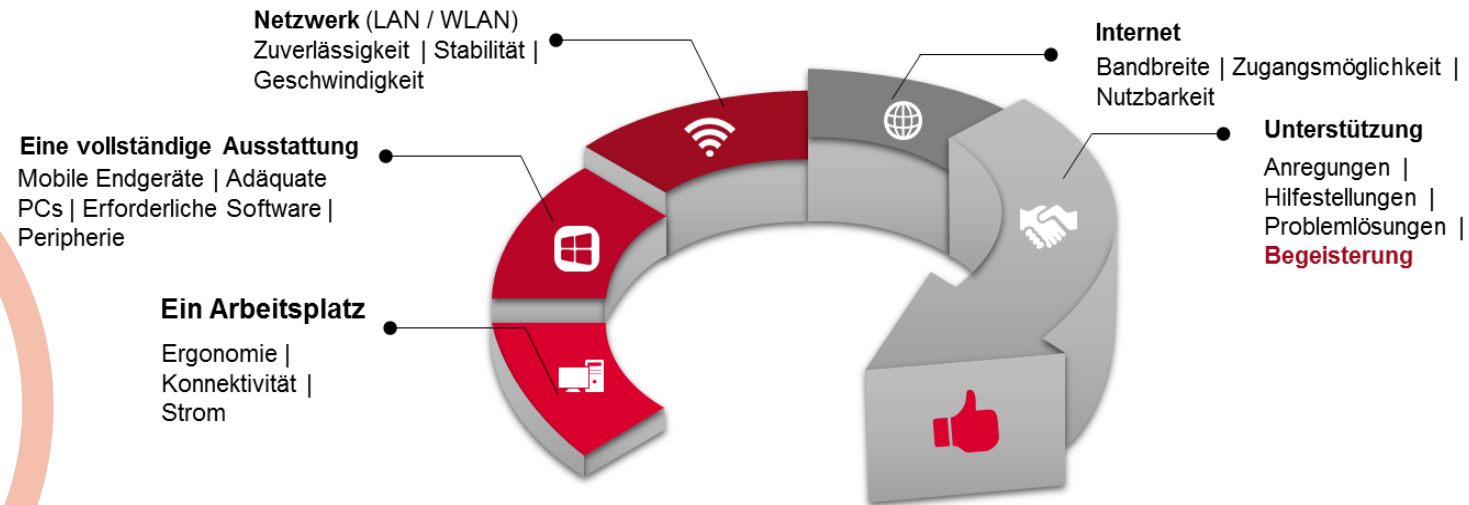 Netzwerk (LAN / WLAN)
Zuverlässigkeit | Stabilität |
Geschwindigkeit
Internet
Bandbreite | Zugangsmöglichkeit |
Nutzbarkeit
Eine vollständige Ausstattung
Mobile Endgeräte | Adäquate
PCs | Erforderliche Software |
Peripherie
Unterstützung
Anregungen |
Hilfestellungen |
Problemlösungen |
Begeisterung
Ein Arbeitsplatz
Ergonomie |
Konnektivität |
Strom